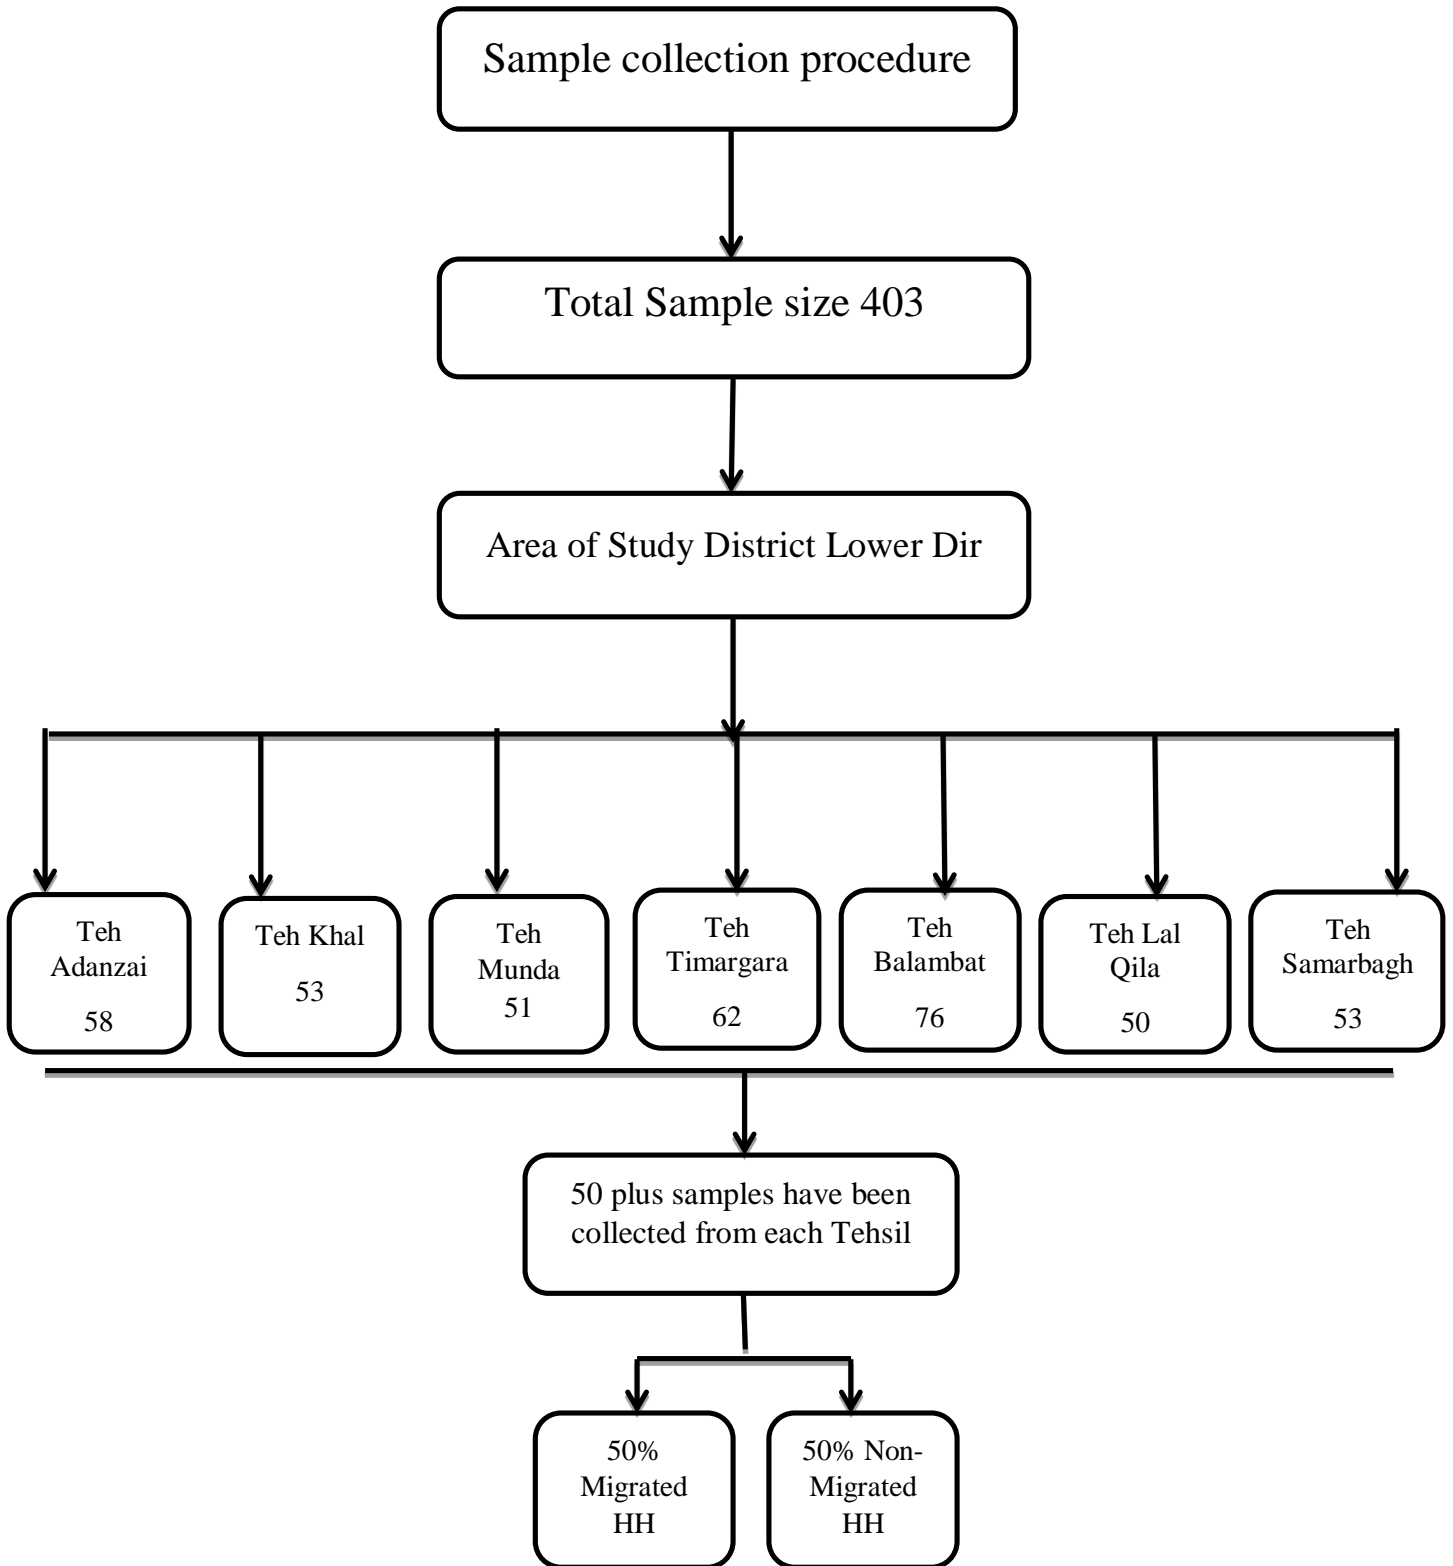 Sample collection procedure
Total Sample size 403
Area of Study District Lower Dir
Teh
Adanzai
58
Teh Khal
53
Teh
Munda
51
Teh
Timargara
62
Teh
Balambat
76
Teh Lal
Qila
50
Teh
Samarbagh
53
50 plus samples have been
collected from each Tehsil
50%
Migrated
HH
50% Non-
Migrated
HH